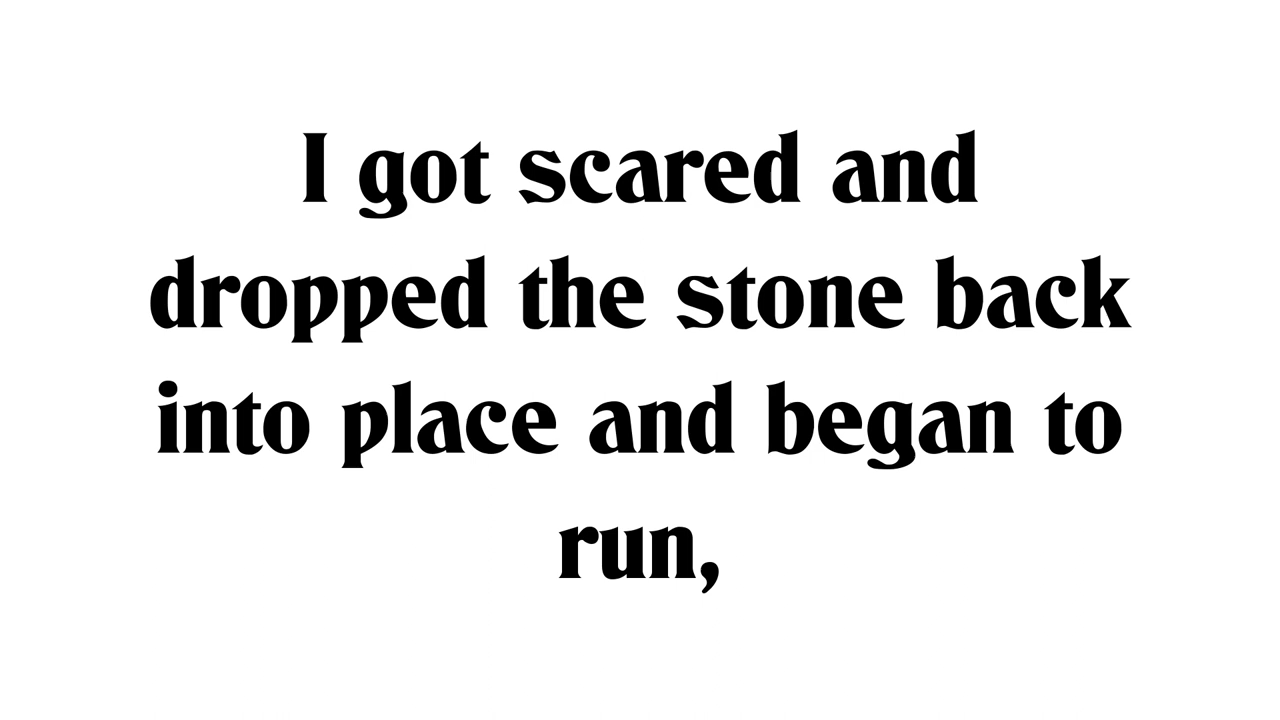 I got scared and
dropped the stone back
into place and began to
run,